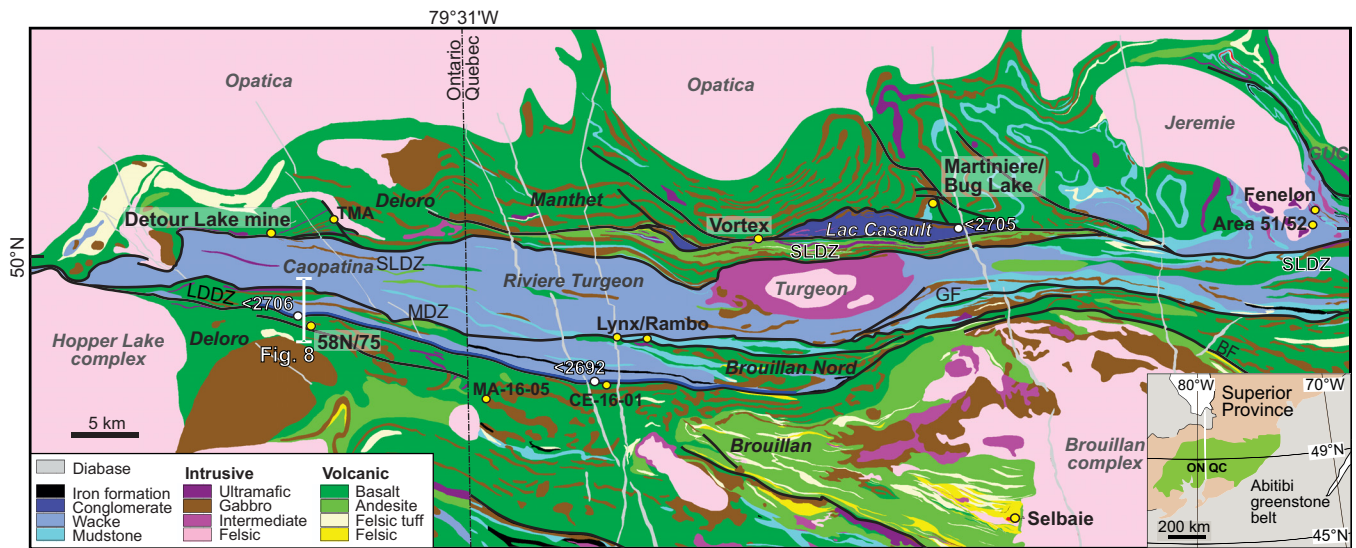 79°31'W
Opatica
Ontario
Quebec
Opatica
Jeremie
GUC
Martiniere/
Bug Lake
Deloro
Manthet
Feneløn
Detour Lake mine
TMA
Vortex
Lac Casault
<2705
Area 51/52
50°N
SLDZ
SLDZ
SLDZ
Caopatina
Riviere Turgeon
Turgeon
LDDZ
<2706
MDZ
GF
Hopper Lake
complex
Deloro
58N/75
Fig. 8
Lynx/Rambo
BF
<2692
Brouillan Nord
MA-16-05
CE-16-01
5 km
Brouillan
Brouillan
complex
Selbaie
Diabase
Iron formation
Conglomerate
Wacke
Mudstone
Intrusive
Ultramafic
Gabbro
Intermediate
Felsic
Volcanic
Basalt
Andesite
Felsic tuff
Felsic
80°W
70°W
Superior
Province
49°N
ON QC
Abitibi
greenstone
belt
200 km
45°N